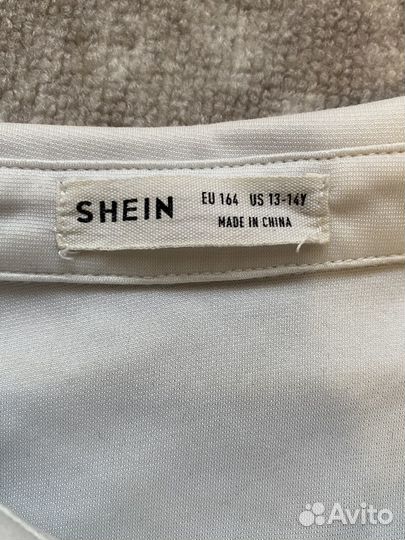 SHEIN EU 164 US 13-14Y
MADE IN CHINA
Avito